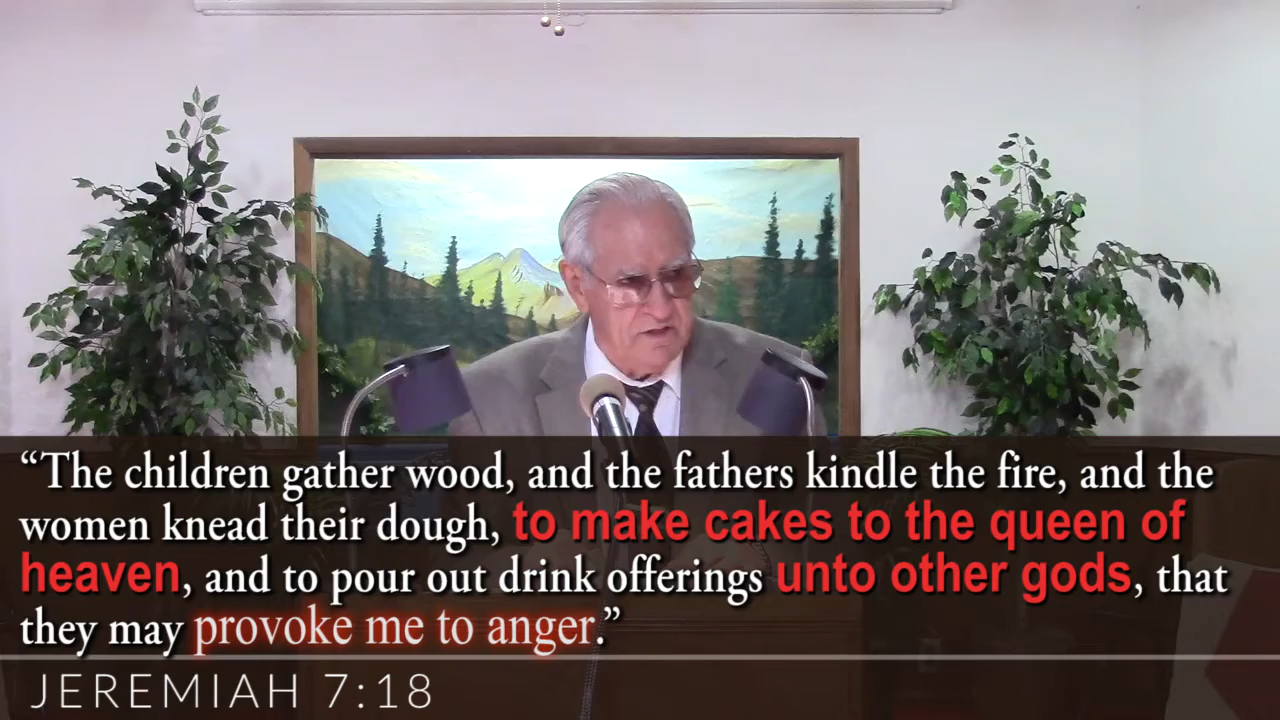 “The children gather wood, and the fathers kindle the fire, and the
women knead their dough, to make cakes to the queen of
heaven, and to pour out drink offerings unto other gods, that
they may provoke me to anger.”
JEREMIAH 7:18